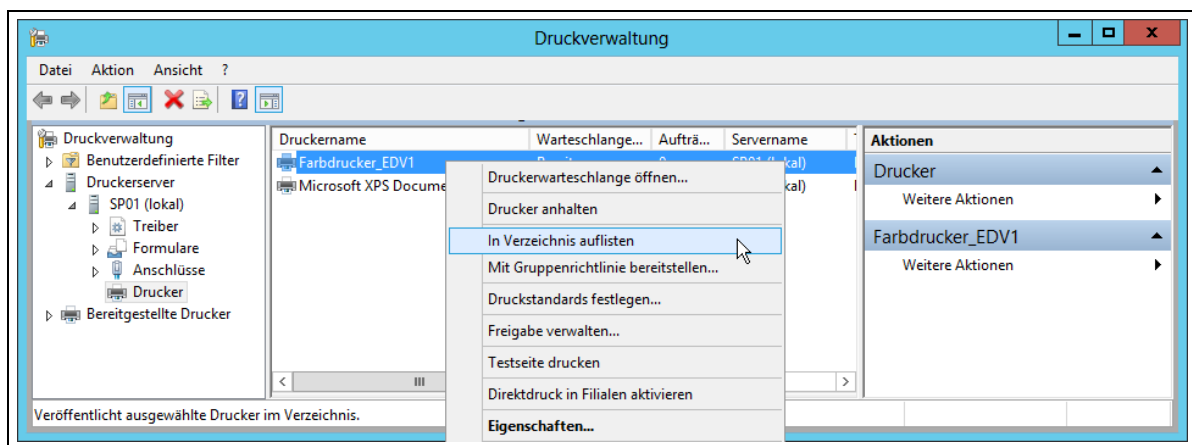 Druckverwaltung
Datei Aktion Ansicht ?
Druckverwaltung
Benutzerdefinierte Filter
Druckerserver
SP01 (lokal)
Treiber
Formulare
Anschlüsse
Drucker
Bereitgestellte Drucker
Druckername Warteschlange... Aufträ... Servername
Farbdrucker_EDV1
Microsoft XPS Docume
Druckerwarteschlange öffnen...
Drucker anhalten
In Verzeichnis auflisten
Mit Gruppenrichtlinie bereitstellen...
Druckstandards festlegen...
Freigabe verwalten...
Testseite drucken
Direktdruck in Filialen aktivieren
Eigenschaften...
Aktionen
Drucker
Weitere Aktionen
Farbdrucker_EDV1
Weitere Aktionen
Veröffentlicht ausgewählte Drucker im Verzeichnis.